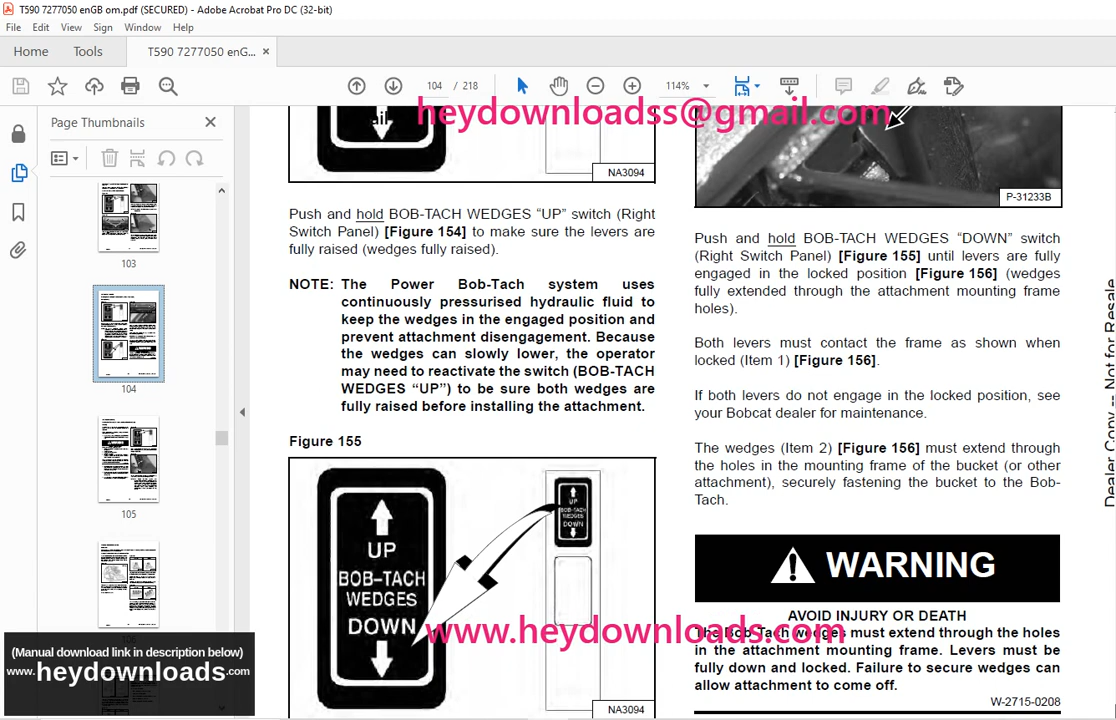 T590 7277050 enGB om.pdf (SECURED) - Adobe Acrobat Pro DC (32-bit)
File Edit View Sign Window Help
Home Tools T590 7277050 enG... ×
104 / 218 114%
Page Thumbnails
103
104
105
106
heydownloadss@gmail.com
NA3094
Push and hold BOB-TACH WEDGES “UP” switch (Right
Switch Panel) [Figure 154] to make sure the levers are
fully raised (wedges fully raised).
NOTE: The Power Bob-Tach system uses
continuously pressurised hydraulic fluid to
keep the wedges in the engaged position and
prevent attachment disengagement. Because
the wedges can slowly lower, the operator
may need to reactivate the switch (BOB-TACH
WEDGES “UP”) to be sure both wedges are
fully raised before installing the attachment.
Figure 155
UP
BOB-TACH
WEDGES
DOWN
UP
BOB-TACH
WEDGES
DOWN
NA3094
P-31233B
Push and hold BOB-TACH WEDGES “DOWN” switch
(Right Switch Panel) [Figure 155] until levers are fully
engaged in the locked position [Figure 156] (wedges
fully extended through the attachment mounting frame
holes).
Both levers must contact the frame as shown when
locked (Item 1) [Figure 156].
If both levers do not engage in the locked position, see
your Bobcat dealer for maintenance.
The wedges (Item 2) [Figure 156] must extend through
the holes in the mounting frame of the bucket (or other
attachment), securely fastening the bucket to the Bob-
Tach.
WARNING
AVOID INJURY OR DEATH
The Bob-Tach wedges must extend through the holes
in the attachment mounting frame. Levers must be
fully down and locked. Failure to secure wedges can
allow attachment to come off.
W-2715-0208
Dealer Copy -- Not for Resale
www.heydownloads.com
(Manual download link in description below)
www.heydownloads.com